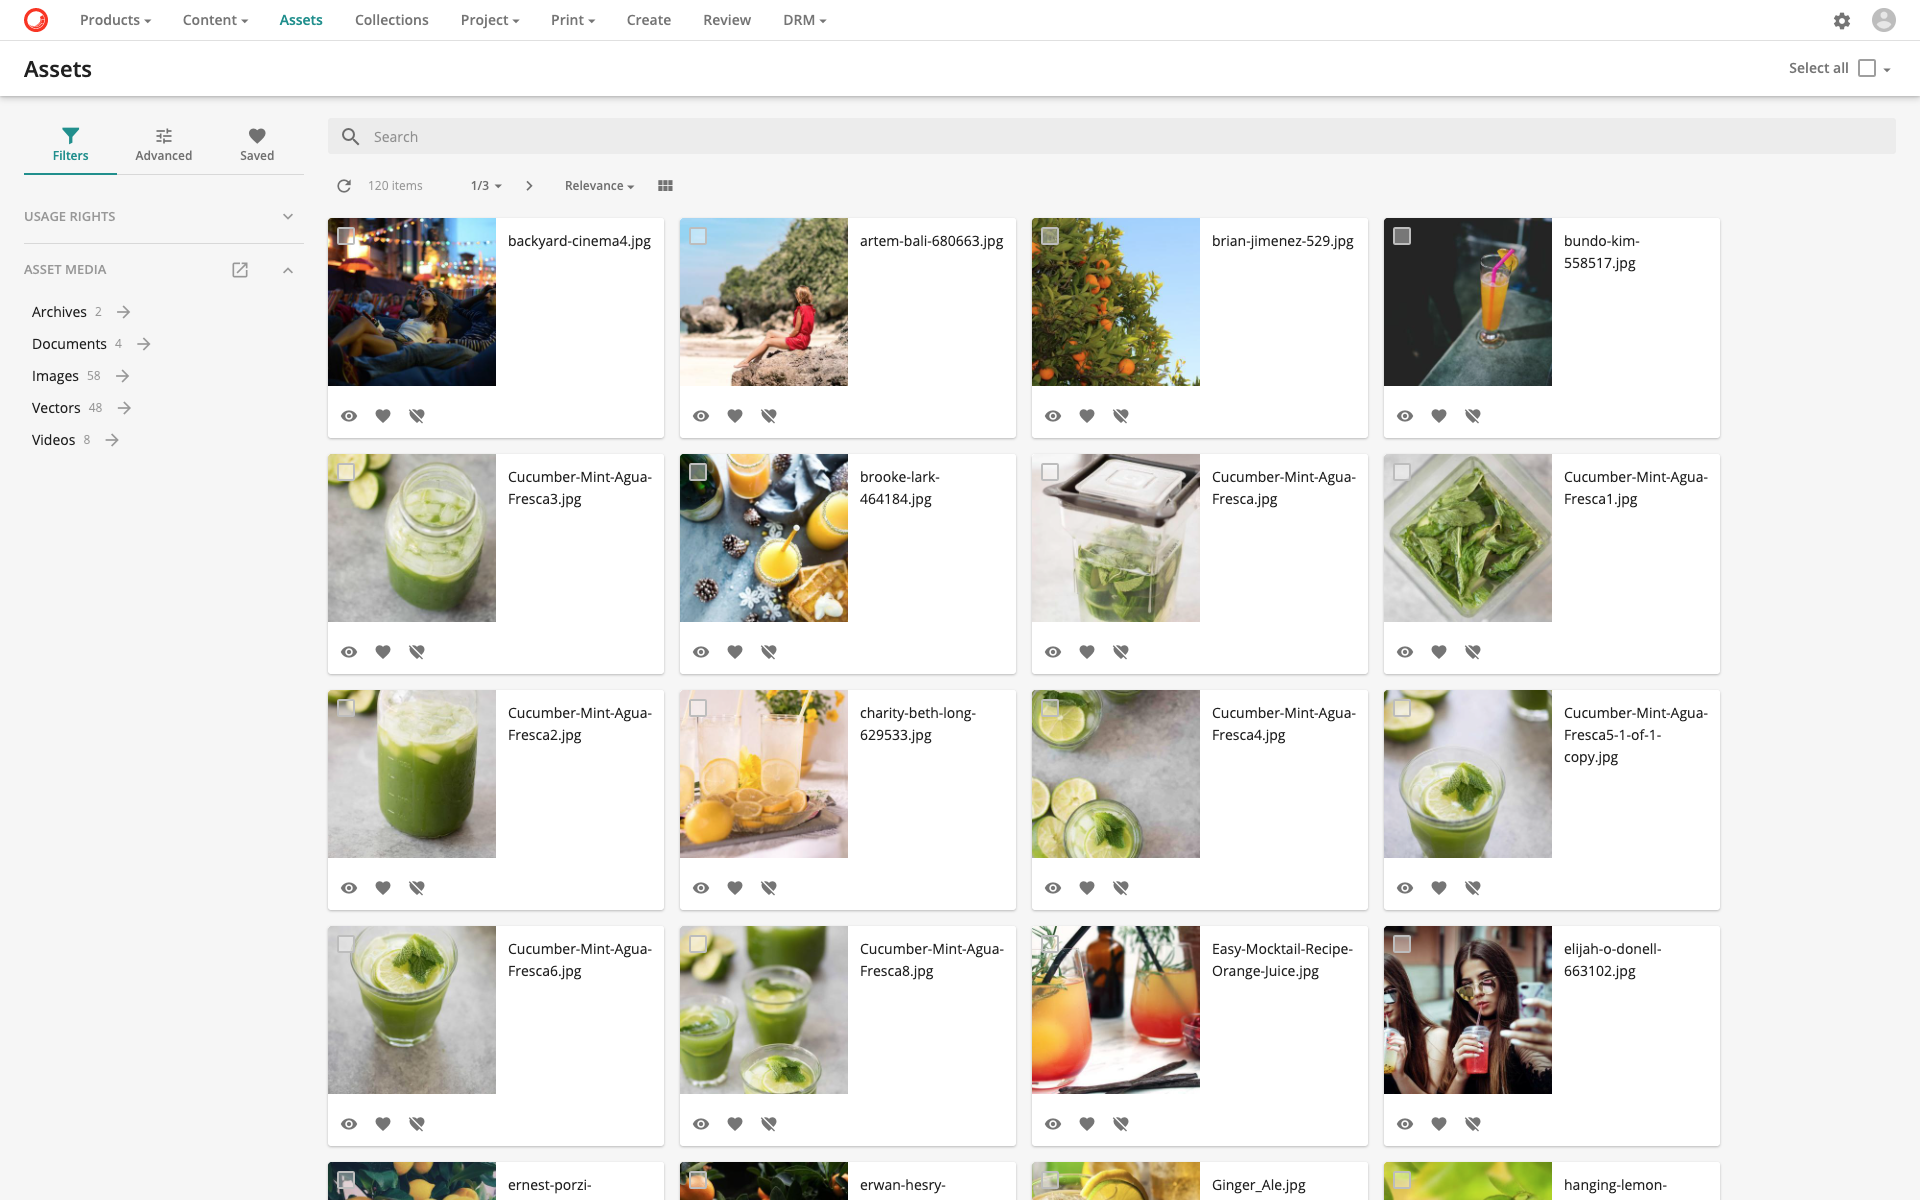 Products
Content
Assets
Collections
Project
Print
Create
Review
DRM
Assets
Select all
Filters
Advanced
Saved
Search
120 items
1/3
Relevance
USAGE RIGHTS
ASSET MEDIA
Archives 2
Documents 4
Images 58
Vectors 48
Videos 8
backyard-cinema4.jpg
artem-bali-680663.jpg
brian-jimenez-529.jpg
bundo-kim-
558517.jpg
Cucumber-Mint-Agua-
Fresca3.jpg
brooke-lark-
464184.jpg
Cucumber-Mint-Agua-
Fresca.jpg
Cucumber-Mint-Agua-
Fresca1.jpg
Cucumber-Mint-Agua-
Fresca2.jpg
charity-beth-long-
629533.jpg
Cucumber-Mint-Agua-
Fresca4.jpg
Cucumber-Mint-Agua-
Fresca5-1-of-1-
copy.jpg
Cucumber-Mint-Agua-
Fresca6.jpg
Cucumber-Mint-Agua-
Fresca8.jpg
Easy-Mocktail-Recipe-
Orange-Juice.jpg
elijah-o-donell-
663102.jpg
ernest-porzi-
erwan-hesry-
Ginger_Ale.jpg
hanging-lemon-